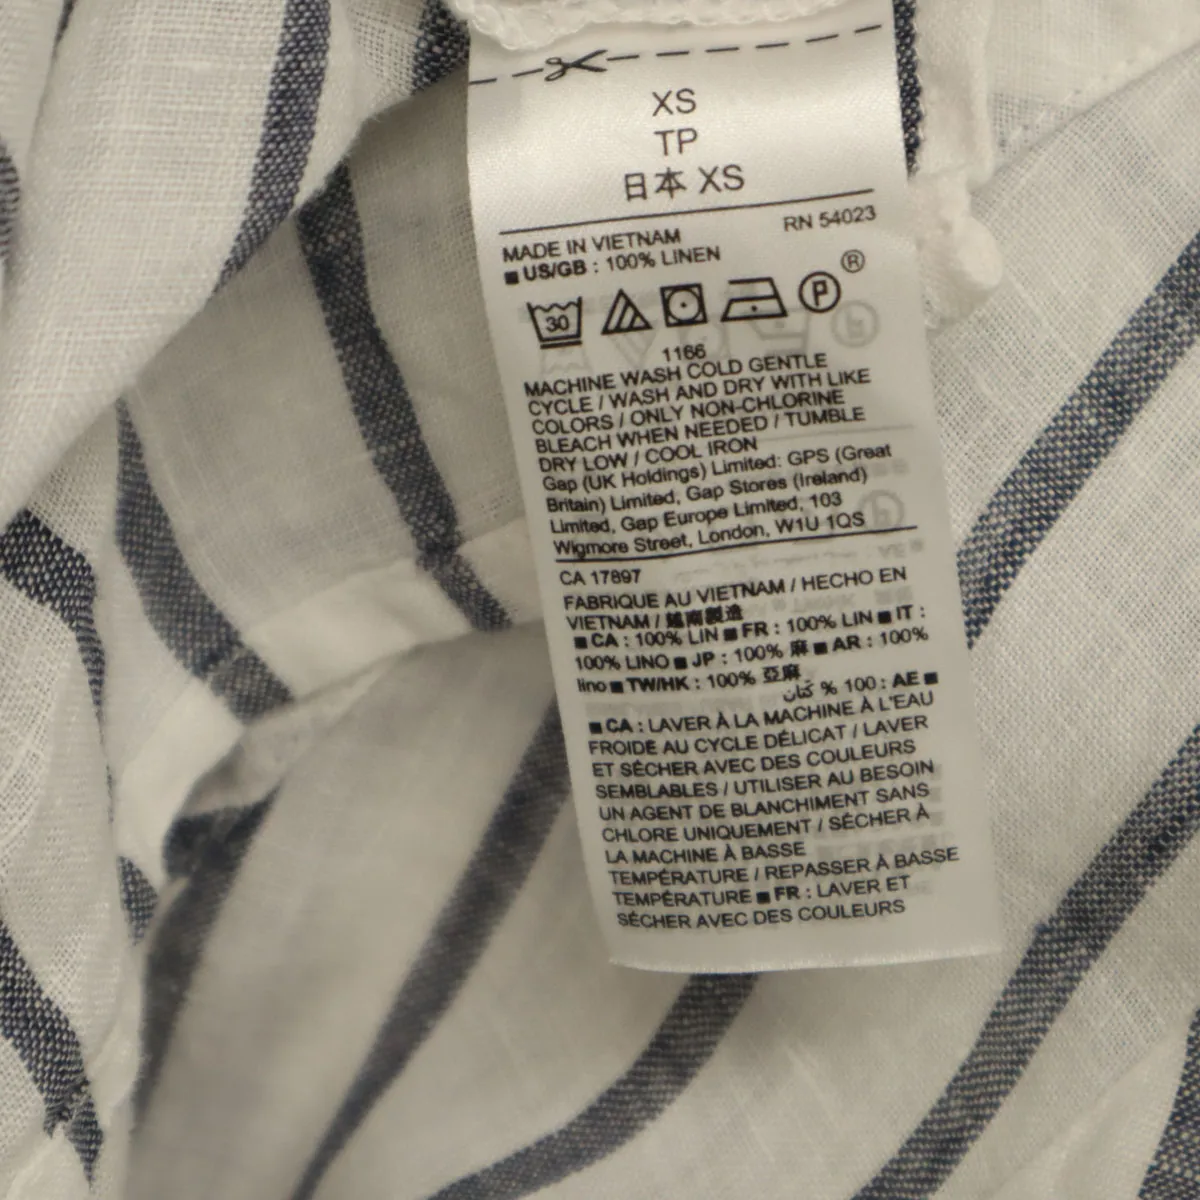 XS
TP
日本 XS
RN 54023
MADE IN VIETNAM
■ US/GB : 100% LINEN
®
30
P
1166
MACHINE WASH COLD GENTLE
CYCLE / WASH AND DRY WITH LIKE
COLORS / ONLY NON-CHLORINE
BLEACH WHEN NEEDED / TUMBLE
DRY LOW / COOL IRON
Gap (UK Holdings) Limited: GPS (Great
Britain) Limited, Gap Stores (Ireland)
Limited, Gap Europe Limited, 103
Wigmore Street, London, W1U 1QS
CA 17897
FABRIQUE AU VIETNAM / HECHO EN
VIETNAM / 越南製造
■ CA : 100% LIN ■ FR : 100% LIN ■ IT :
100% LINO ■ JP : 100% 麻 ■ AR : 100%
lino ■ TW/HK : 100% 亞麻
كتان % 100 : AE ■
■ CA : LAVER À LA MACHINE À L'EAU
FROIDE AU CYCLE DÉLICAT / LAVER
ET SÉCHER AVEC DES COULEURS
SEMBLABLES / UTILISER AU BESOIN
UN AGENT DE BLANCHIMENT SANS
CHLORE UNIQUEMENT / SÉCHER À
LA MACHINE À BASSE
TEMPÉRATURE / REPASSER À BASSE
TEMPÉRATURE ■ FR : LAVER ET
SÉCHER AVEC DES COULEURS